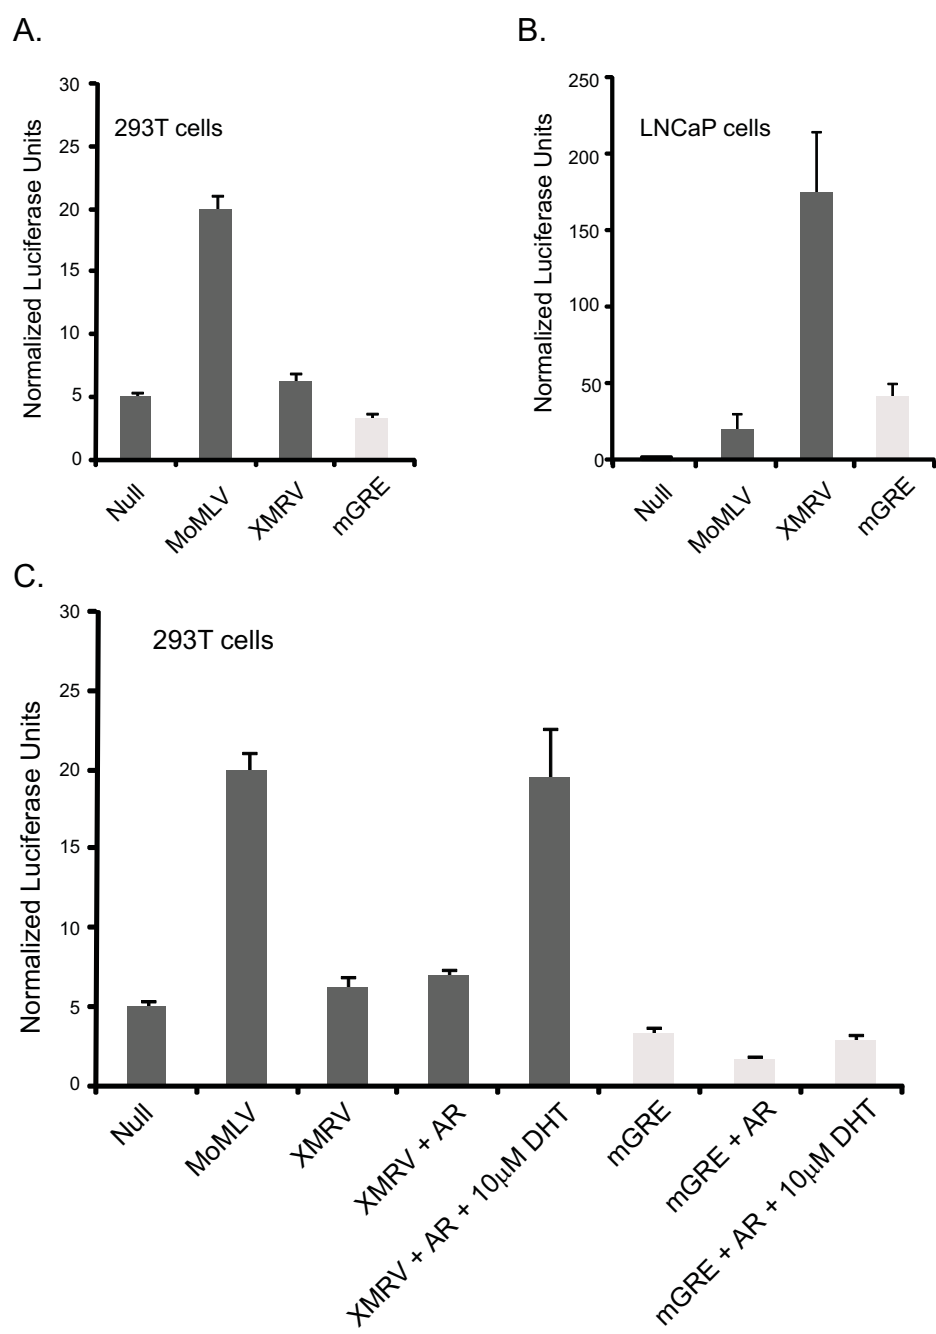 A.
30
25
20
15
10
5
0
Normalized Luciferase Units
293T cells
Null
MoMLV
XMRV
mGRE
B.
250
200
150
100
50
0
Normalized Luciferase Units
LNCaP cells
Null
MoMLV
XMRV
mGRE
C.
30
25
20
15
10
5
0
Normalized Luciferase Units
293T cells
Null
MoMLV
XMRV
XMRV + AR
XMRV + AR + 10μM DHT
mGRE
mGRE + AR
mGRE + AR + 10μM DHT